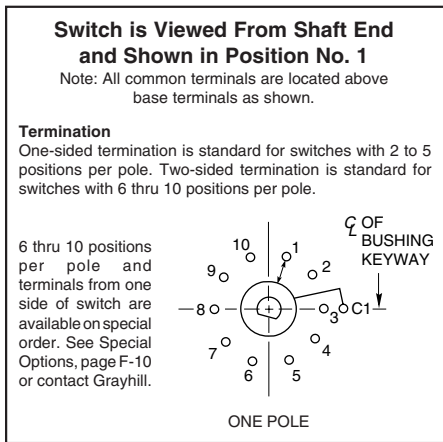 Switch is Viewed From Shaft End
and Shown in Position No. 1
Note: All common terminals are located above
base terminals as shown.
Termination
One-sided termination is standard for switches with 2 to 5
positions per pole. Two-sided termination is standard for
switches with 6 thru 10 positions per pole.
6 thru 10 positions
per pole and
terminals from one
side of switch are
available on special
order. See Special
Options, page F-10
or contact Grayhill.
℄ OF
BUSHING
KEYWAY
10
1
9
2
8
3
C1
7
4
6
5
ONE POLE